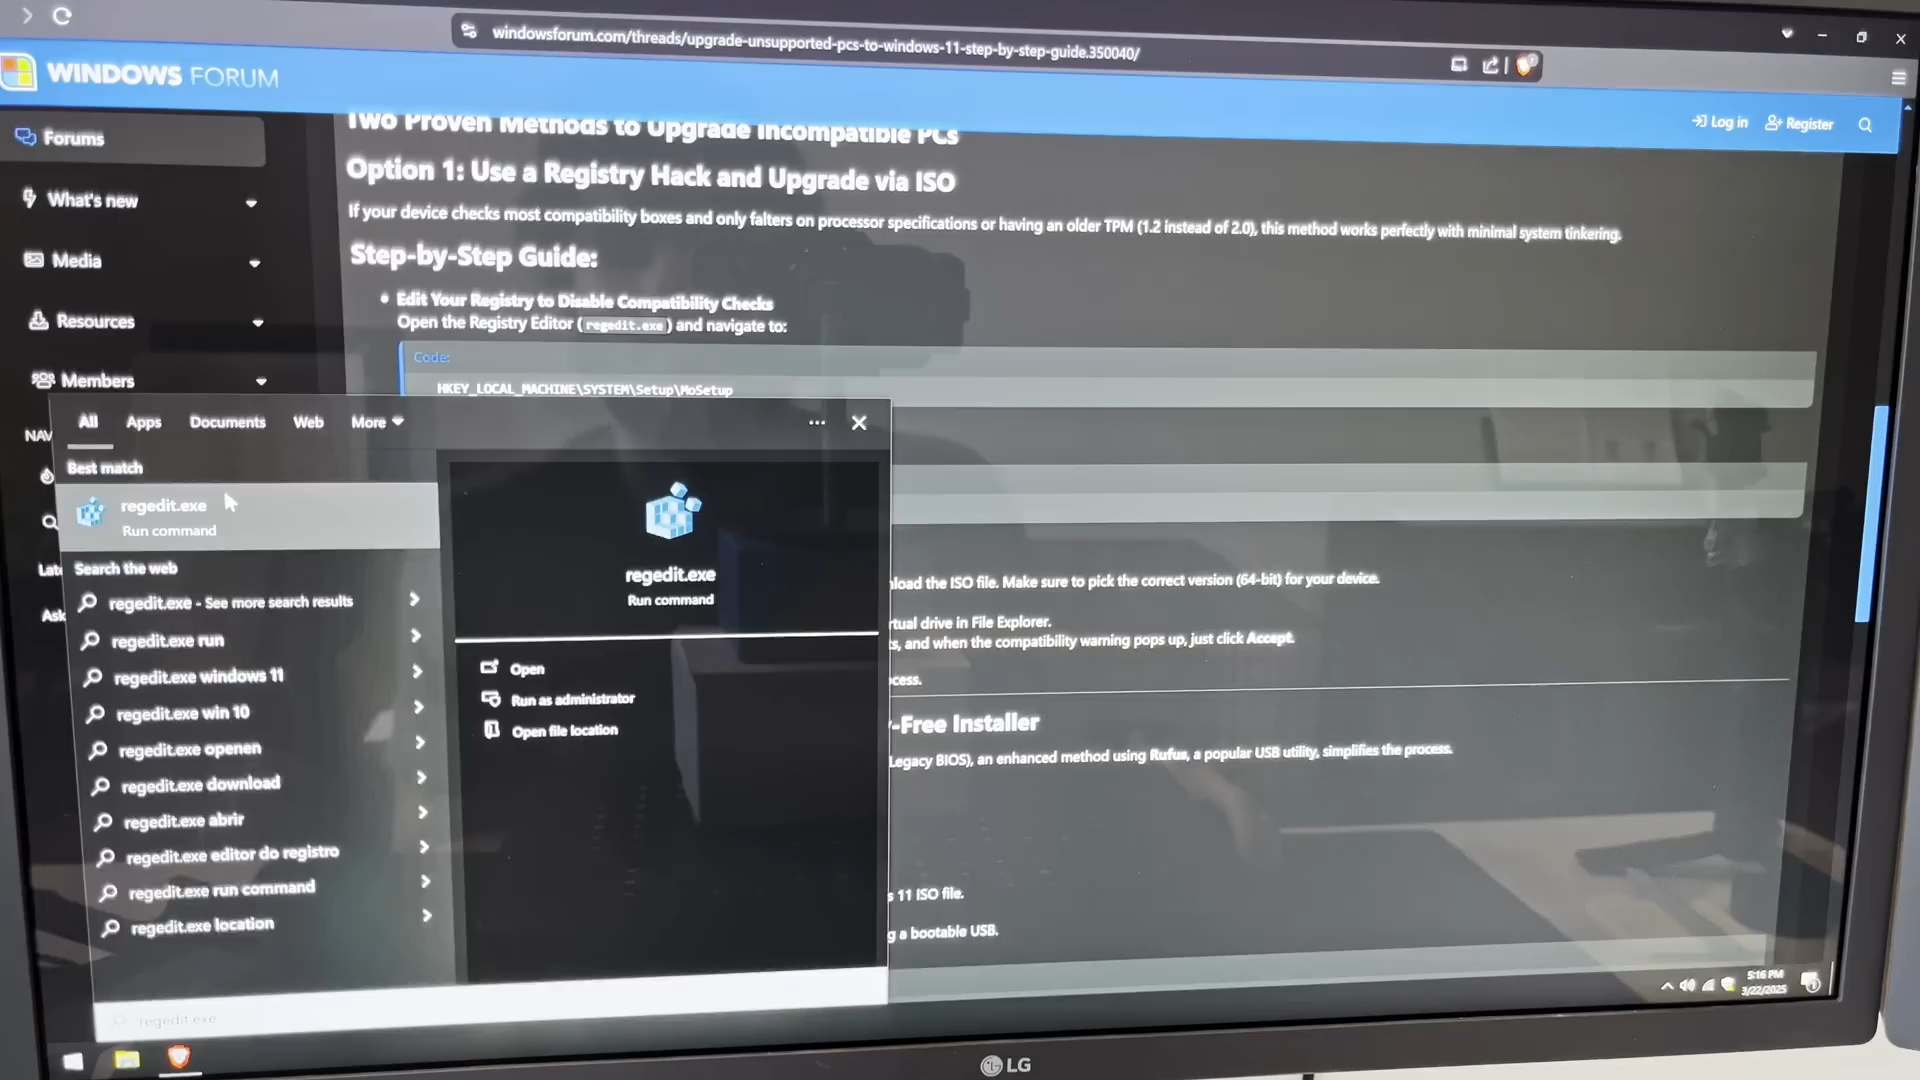 windowsforum.com/threads/upgrade-unsupported-pcs-to-windows-11-step-by-step-guide.350040/
WINDOWS FORUM
Log in
Register
Forums
What's new
Media
Resources
Members
NAV
Late
Ask
Two Proven Methods to Upgrade Incompatible PCs
Option 1: Use a Registry Hack and Upgrade via ISO
If your device checks most compatibility boxes and only falters on processor specifications or having an older TPM (1.2 instead of 2.0), this method works perfectly with minimal system tinkering.
Step-by-Step Guide:
• Edit Your Registry to Disable Compatibility Checks
Open the Registry Editor (regedit.exe) and navigate to:
Code:
HKEY_LOCAL_MACHINE\SYSTEM\Setup\MoSetup
All Apps Documents Web More
Best match
regedit.exe
Run command
Search the web
regedit.exe - See more search results
regedit.exe run
regedit.exe windows 11
regedit.exe win 10
regedit.exe openen
regedit.exe download
regedit.exe abrir
regedit.exe editor do registro
regedit.exe run command
regedit.exe location
regedit.exe
regedit.exe
Run command
Open
Run as administrator
Open file location
load the ISO file. Make sure to pick the correct version (64-bit) for your device.
rtual drive in File Explorer.
s, and when the compatibility warning pops up, just click Accept.
cess.
-Free Installer
Legacy BIOS), an enhanced method using Rufus, a popular USB utility, simplifies the process.
s 11 ISO file.
g a bootable USB.
5:16 PM
3/22/2025
LG